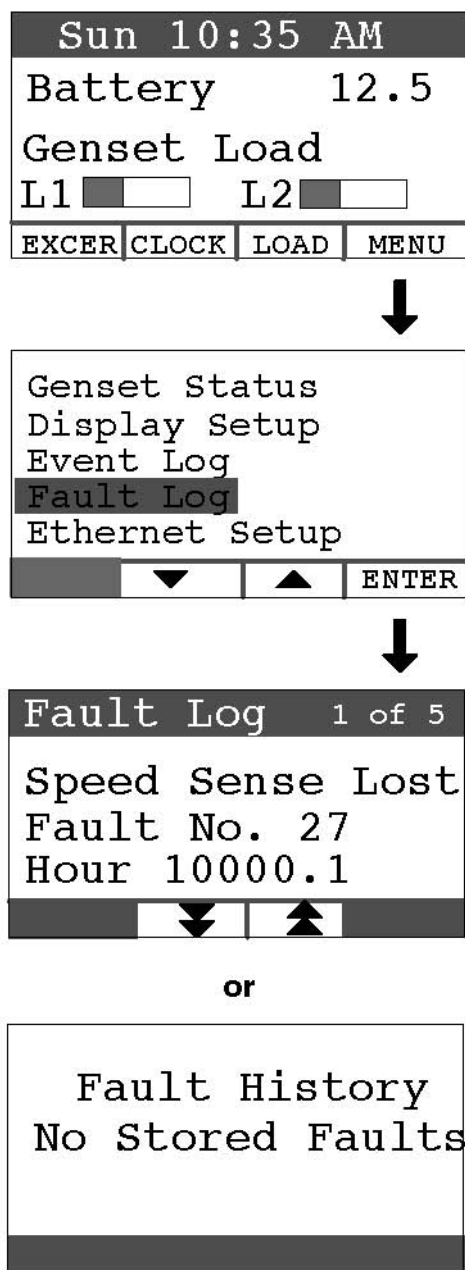 Sun 10:35 AM
Battery 12.5
Genset Load
L1 L2
EXCER CLOCK LOAD MENU
Genset Status
Display Setup
Event Log
Fault Log
Ethernet Setup
ENTER
Fault Log 1 of 5
Speed Sense Lost
Fault No. 27
Hour 10000.1
or
Fault History
No Stored Faults